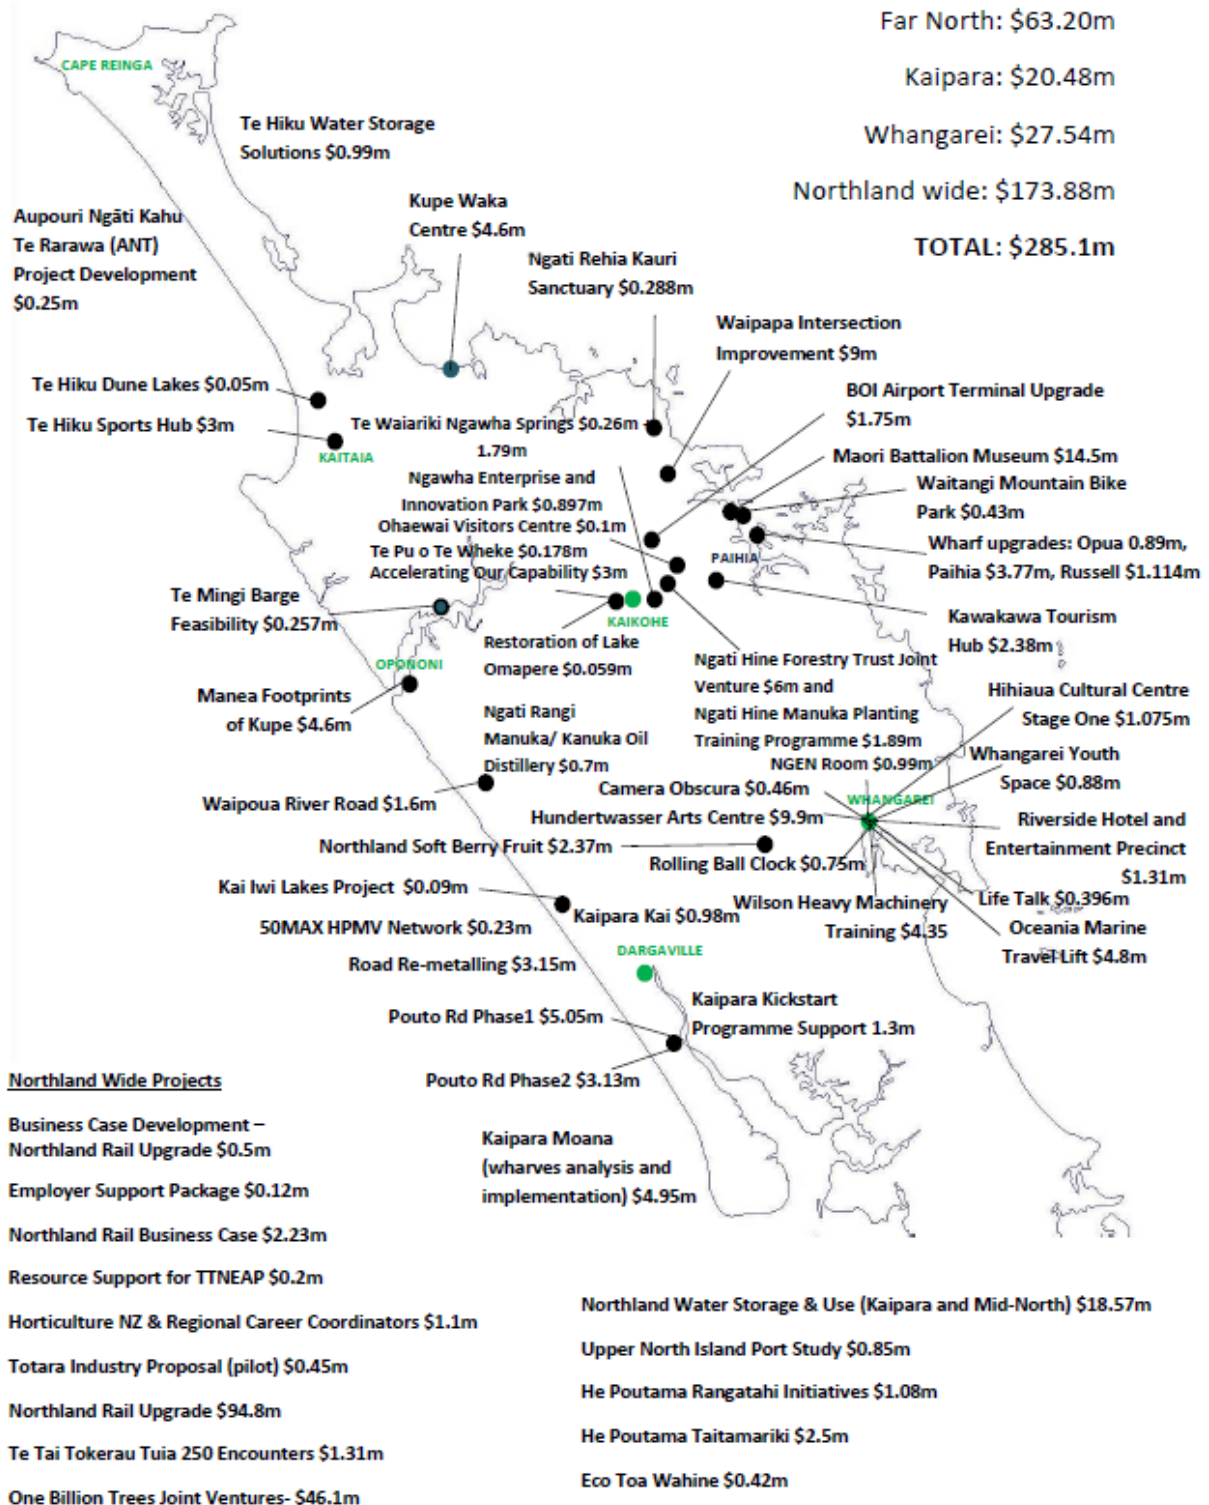 Far North: $63.20m
Kaipara: $20.48m
Whangarei: $27.54m
Northland wide: $173.88m
TOTAL: $285.1m
CAPE REINGA
Te Hiku Water Storage
Solutions $0.99m
Aupouri Ngāti Kahu
Te Rarawa (ANT)
Project Development
$0.25m
Kupe Waka
Centre $4.6m
Ngati Rehia Kauri
Sanctuary $0.288m
Waipapa Intersection
Improvement $9m
Te Hiku Dune Lakes $0.05m
Te Hiku Sports Hub $3m
KAITAIA
BOI Airport Terminal Upgrade
$1.75m
Te Waiariki Ngawha Springs $0.26m
1.79m
Maori Battalion Museum $14.5m
Ngawha Enterprise and
Innovation Park $0.897m
Waitangi Mountain Bike
Park $0.43m
Ohaewai Visitors Centre $0.1m
Te Pu o Te Wheke $0.178m
Accelerating Our Capability $3m
PAIHIA
Wharf upgrades: Opua 0.89m,
Paihia $3.77m, Russell $1.114m
Te Mingi Barge
Feasibility $0.257m
KAIKOHE
Kawakawa Tourism
Hub $2.38m
Restoration of Lake
Omapere $0.059m
OPONONI
Ngati Hine Forestry Trust Joint
Venture $6m and
Ngati Hine Manuka Planting
Training Programme $1.89m
Manea Footprints
of Kupe $4.6m
Hihiaua Cultural Centre
Stage One $1.075m
Ngati Rangi
Manuka/ Kanuka Oil
Distillery $0.7m
NGEN Room $0.99m
Whangarei Youth
Space $0.88m
Waipoua River Road $1.6m
Camera Obscura $0.46m
WHANGAREI
Hundertwasser Arts Centre $9.9m
Riverside Hotel and
Entertainment Precinct
$1.31m
Northland Soft Berry Fruit $2.37m
Rolling Ball Clock $0.75m
Kai Iwi Lakes Project $0.09m
Life Talk $0.396m
Kaipara Kai $0.98m
Wilson Heavy Machinery
Training $4.35
50MAX HPMV Network $0.23m
Oceania Marine
Travel Lift $4.8m
Road Re-metalling $3.15m
DARGAVILLE
Pouto Rd Phase1 $5.05m
Kaipara Kickstart
Programme Support 1.3m
Pouto Rd Phase2 $3.13m
Kaipara Moana
(wharves analysis and
implementation) $4.95m
Northland Wide Projects
Business Case Development –
Northland Rail Upgrade $0.5m
Employer Support Package $0.12m
Northland Rail Business Case $2.23m
Resource Support for TTNEAP $0.2m
Horticulture NZ & Regional Career Coordinators $1.1m
Totara Industry Proposal (pilot) $0.45m
Northland Rail Upgrade $94.8m
Te Tai Tokerau Tuia 250 Encounters $1.31m
One Billion Trees Joint Ventures- $46.1m
Northland Water Storage & Use (Kaipara and Mid-North) $18.57m
Upper North Island Port Study $0.85m
He Poutama Rangatahi Initiatives $1.08m
He Poutama Taitamariki $2.5m
Eco Toa Wahine $0.42m